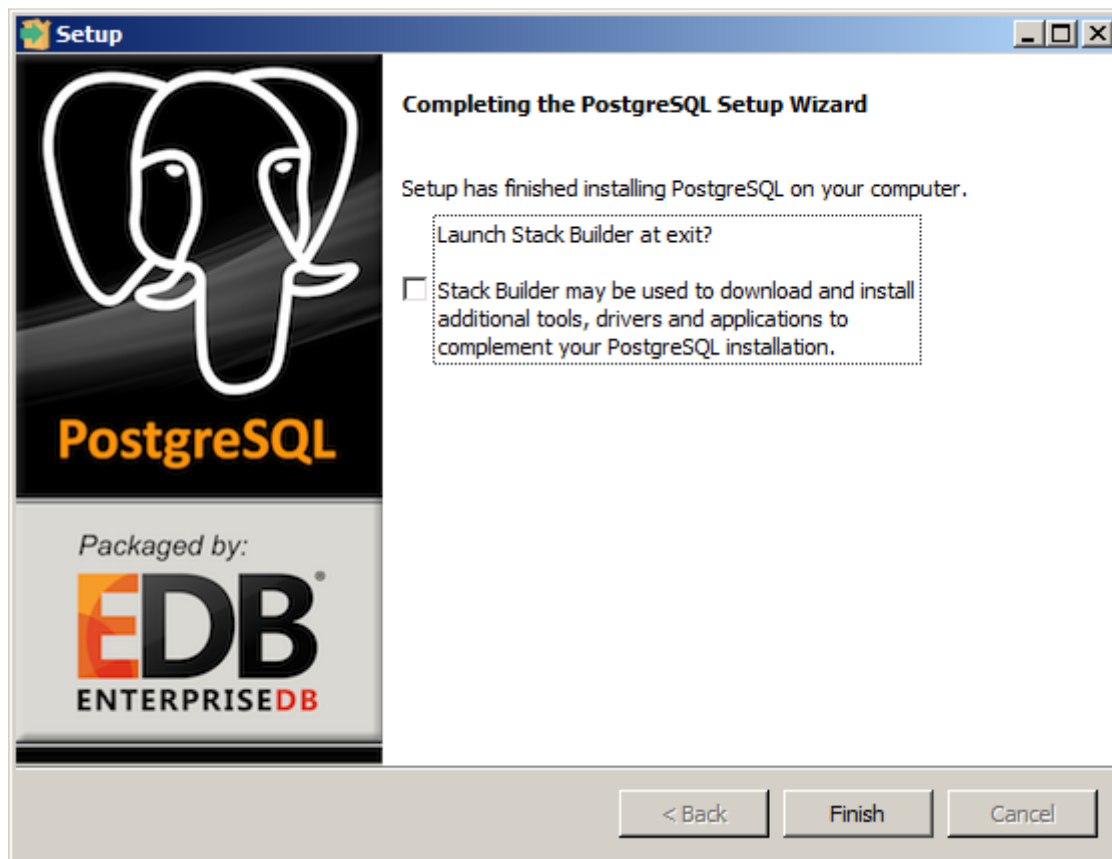 Setup
Completing the PostgreSQL Setup Wizard
Setup has finished installing PostgreSQL on your computer.
Launch Stack Builder at exit?
Stack Builder may be used to download and install
additional tools, drivers and applications to
complement your PostgreSQL installation.
PostgreSQL
Packaged by:
EDB®
ENTERPRISEDB
< Back
Finish
Cancel